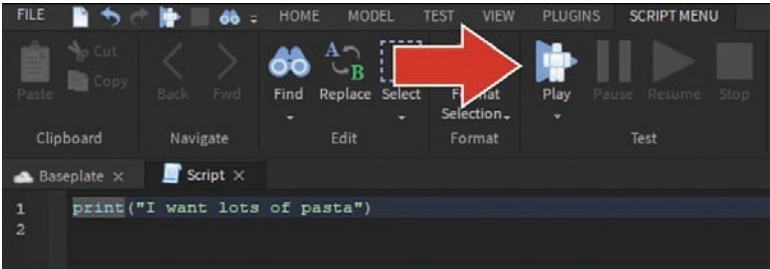 FILE HOME MODEL TEST VIEW PLUGINS SCRIPT MENU
Cut
Copy
Paste Back Fwd Find Replace Select Play Pause Resume Stop
Selection
Clipboard Navigate Edit Format Test
Baseplate × Script ×
1 print("I want lots of pasta")
2